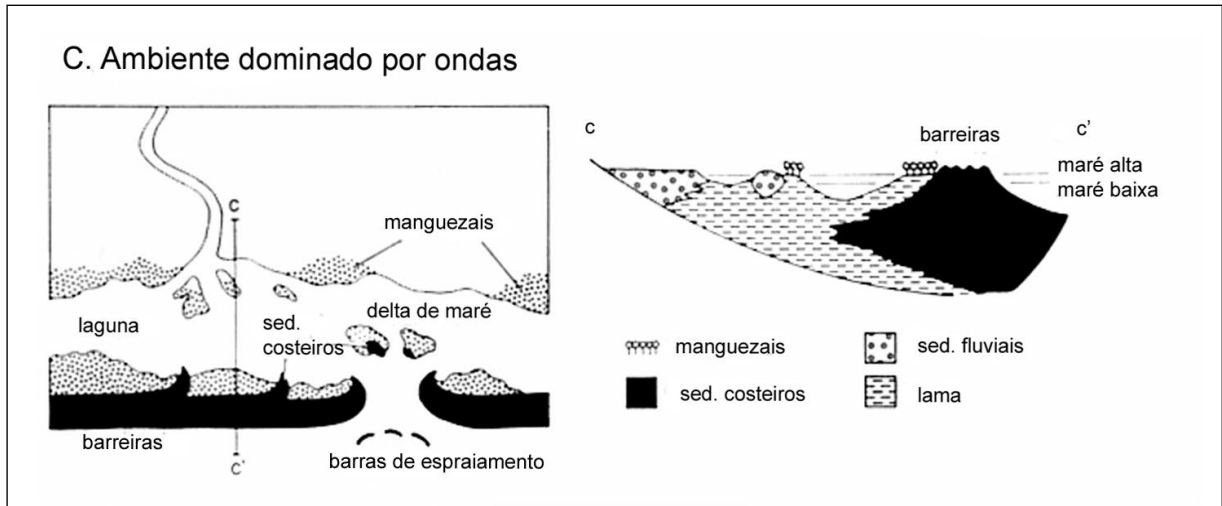 C. Ambiente dominado por ondas
C
manguezais
laguna
sed.
costeiros
delta de maré
barreiras
C'
barras de espraiamento
c
barreiras
c'
maré alta
maré baixa
manguezais
sed. fluviais
sed. costeiros
lama